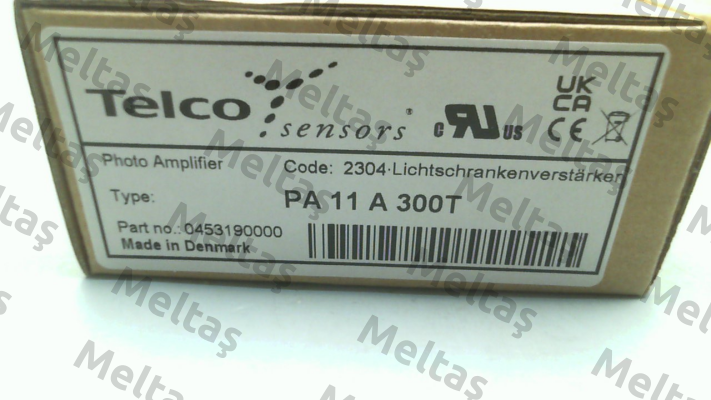 Telco
sensors
c UR us
UK
CA
CE
Photo Amplifier
Code: 2304·Lichtschrankenverstärker
Type: PA 11 A 300T
Part no.: 0453190000
Made in Denmark
Meltaş